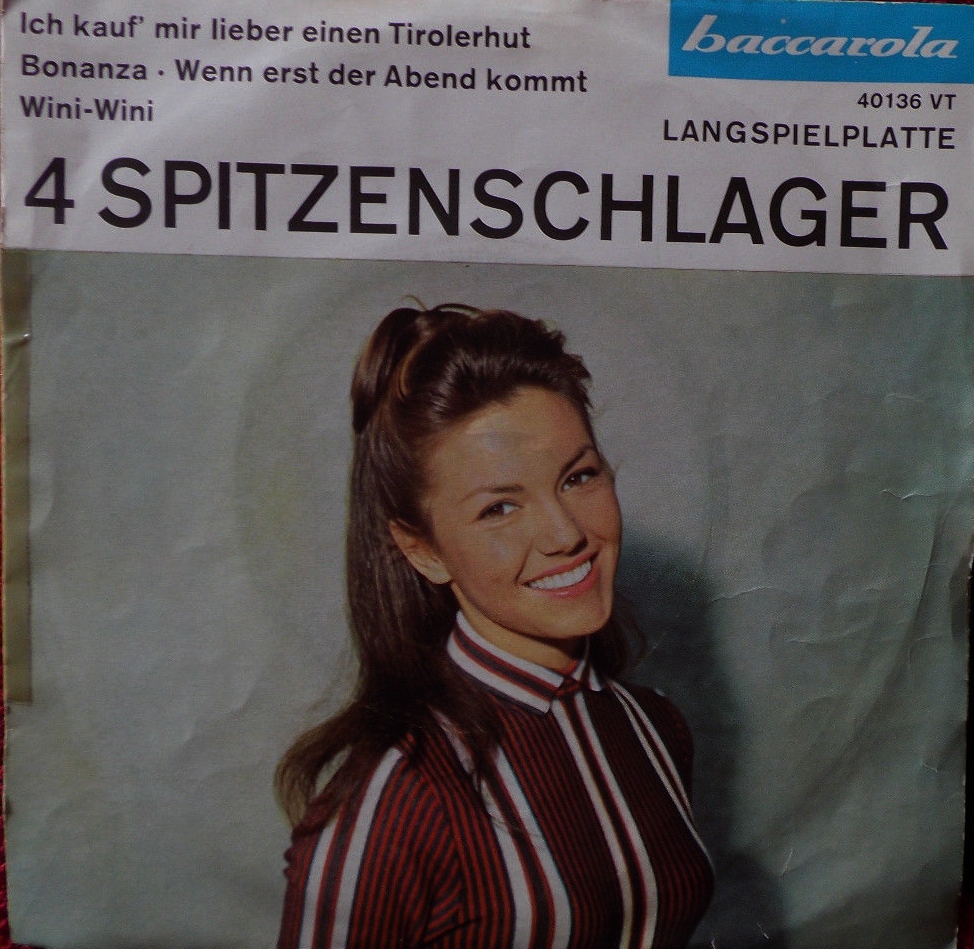 Ich kauf' mir lieber einen Tirolerhut
Bonanza · Wenn erst der Abend kommt
Wini-Wini
baccarola
40136 VT
LANGSPIELPLATTE
4 SPITZENSCHLAGER